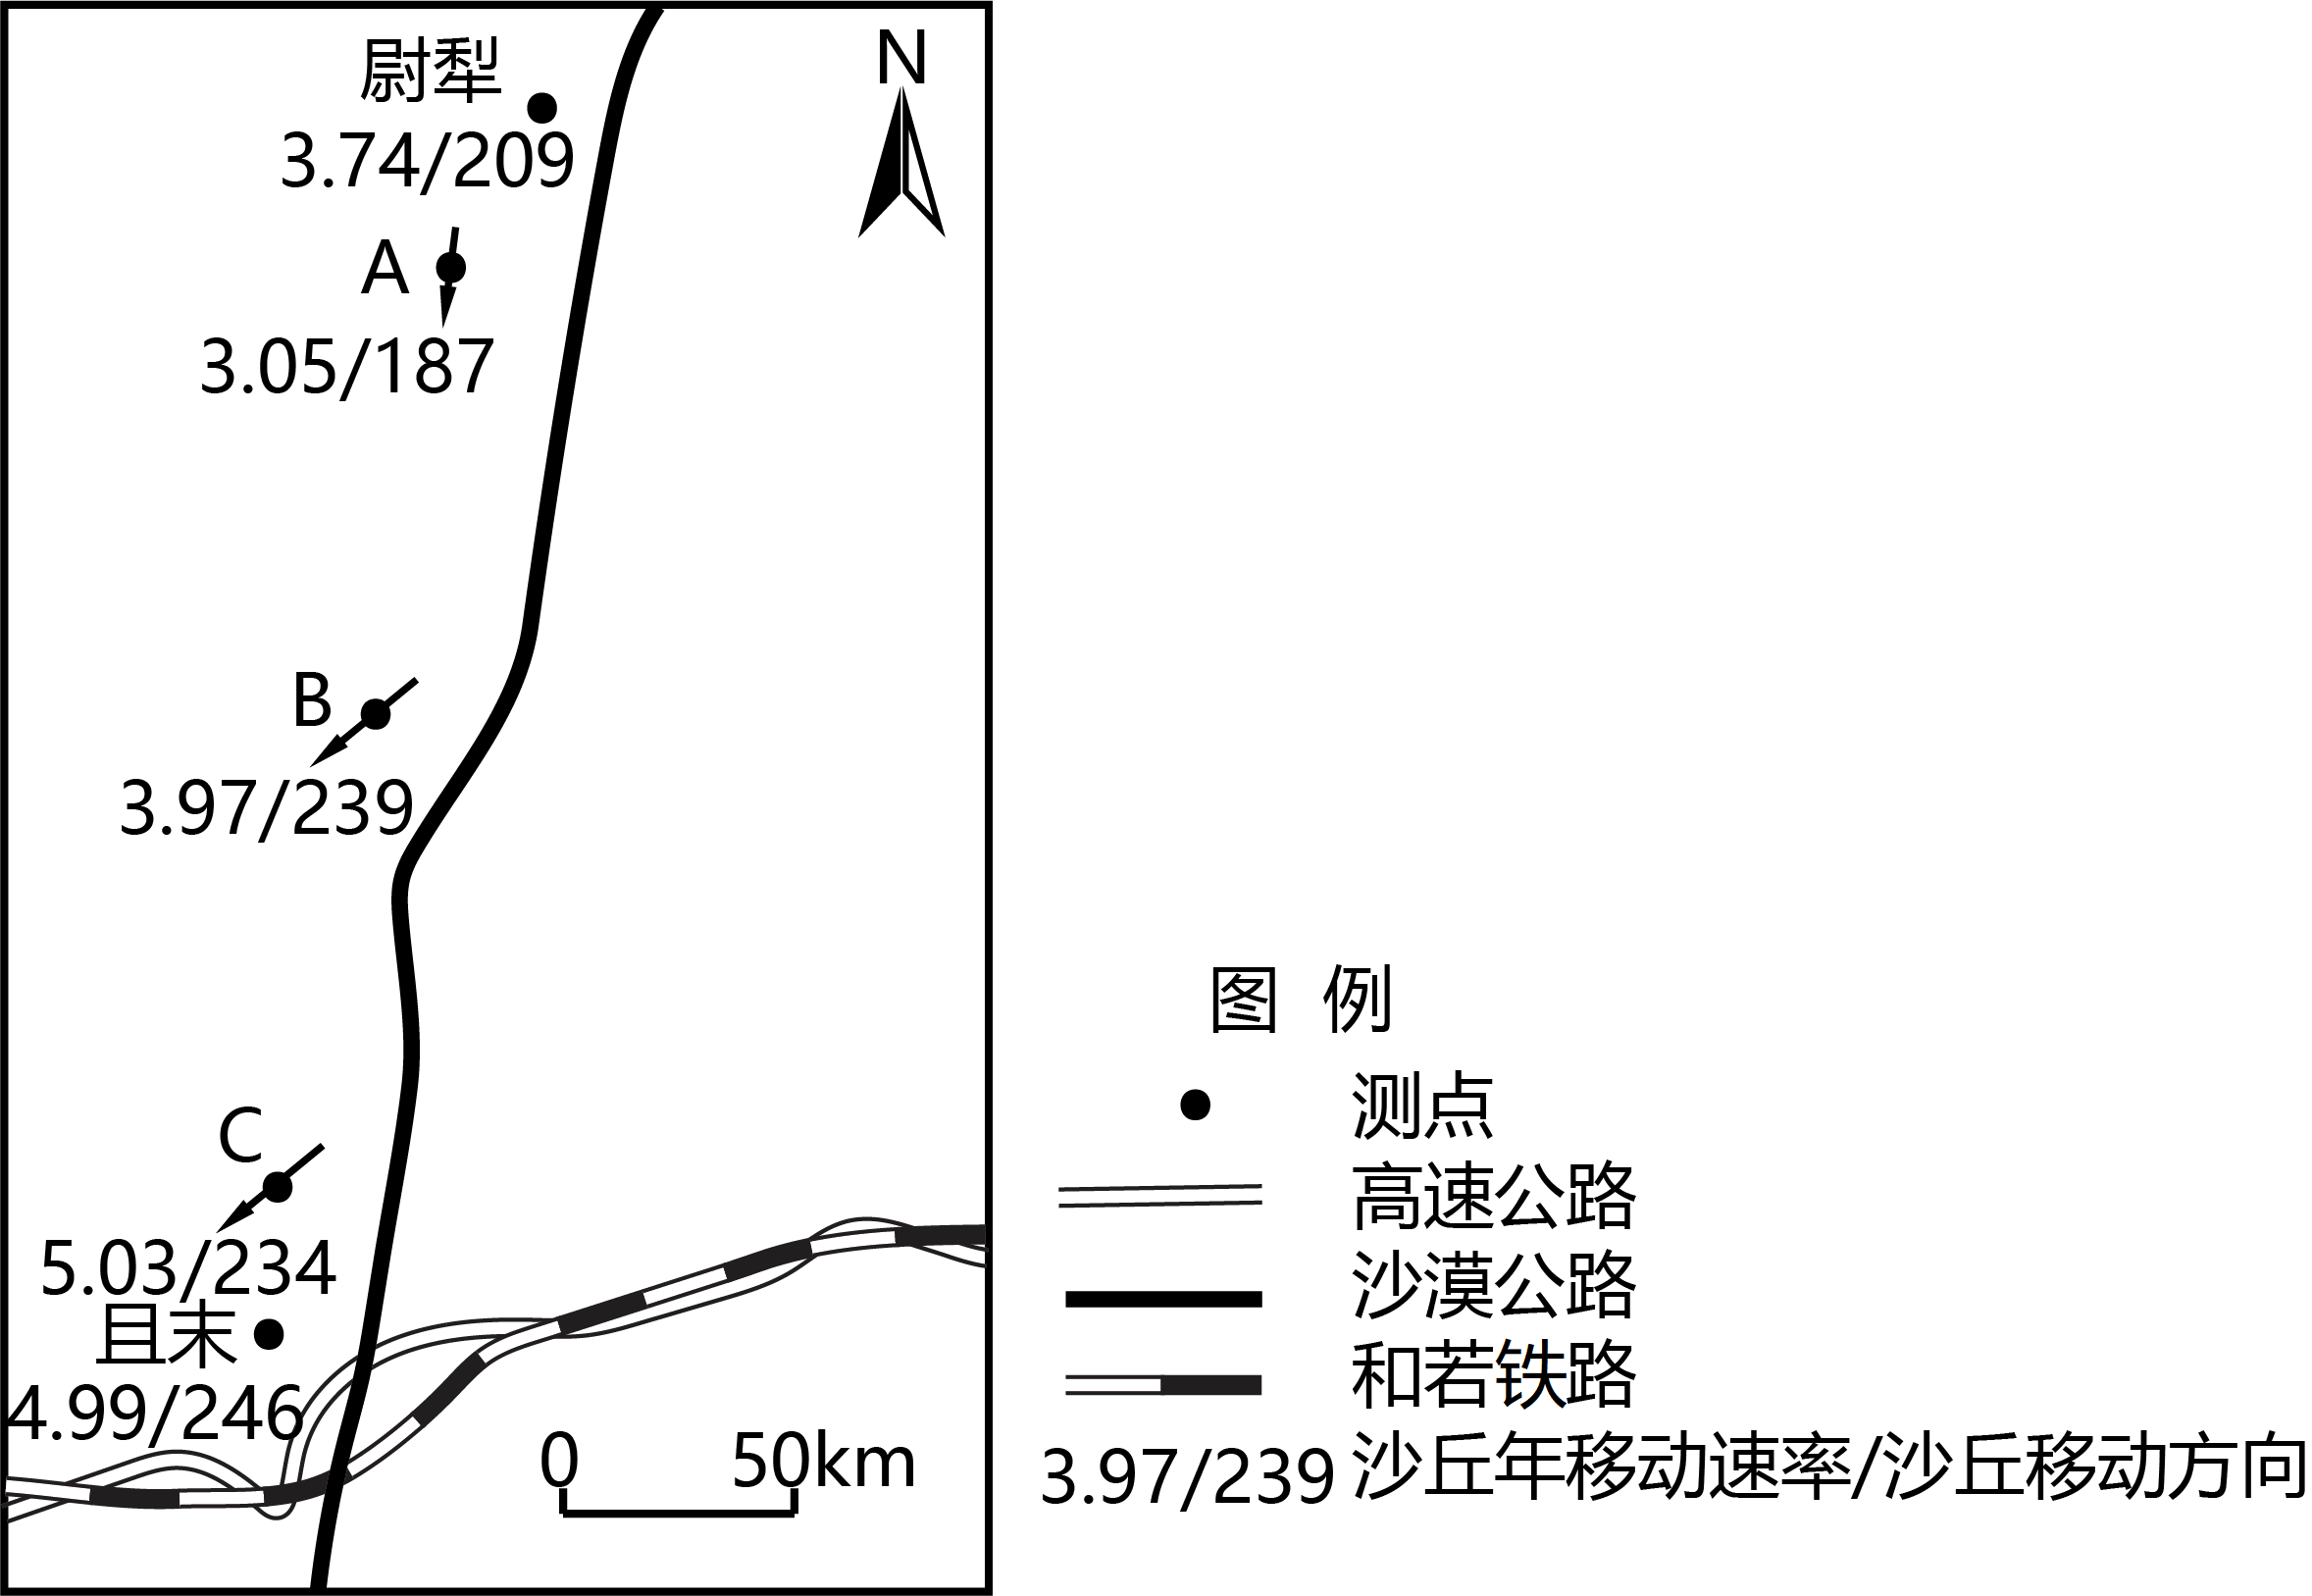 尉犁
N
3.74/209
A
3.05/187
B
3.97/239
C
5.03/234
且末
4.99/246
0 50km
图 例
测点
高速公路
沙漠公路
和若铁路
3.97/239 沙丘年移动速率/沙丘移动方向